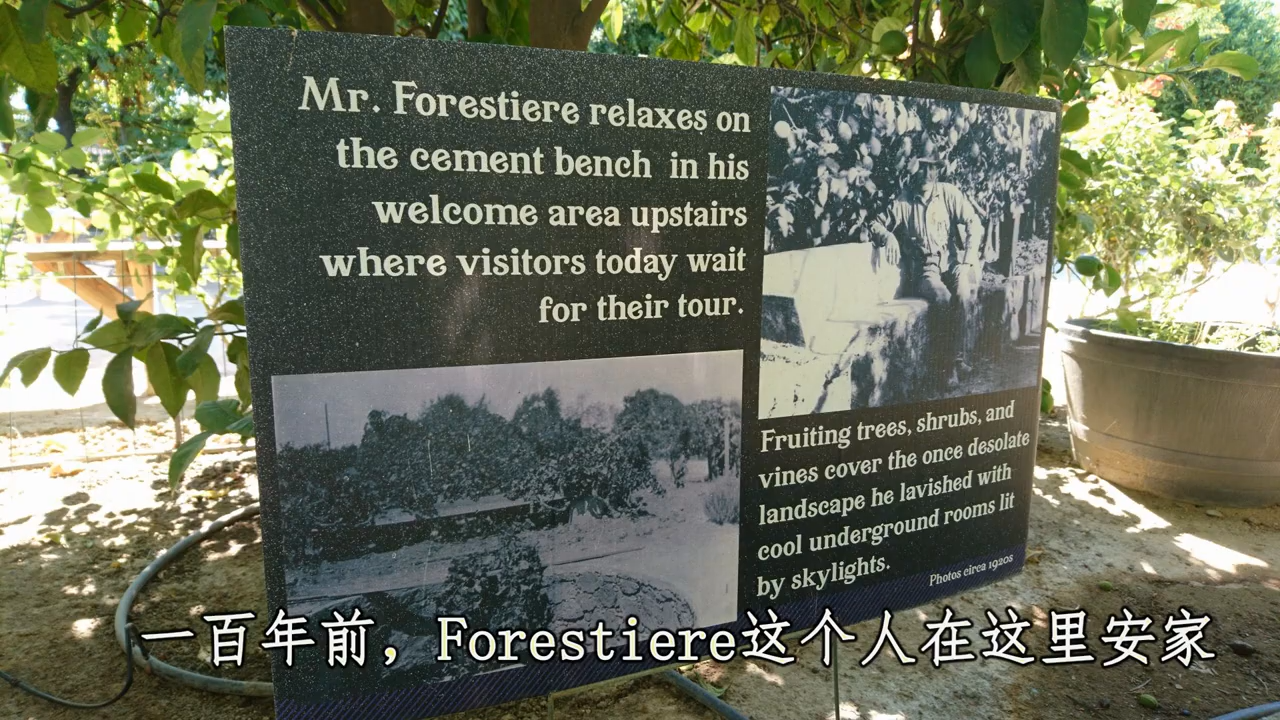 Mr. Forestiere relaxes on
the cement bench in his
welcome area upstairs
where visitors today wait
for their tour.
Fruiting trees, shrubs, and
vines cover the once desolate
landscape he lavished with
cool underground rooms lit
by skylights.
Photos circa 1920s
一百年前，Forestiere这个人在这里安家